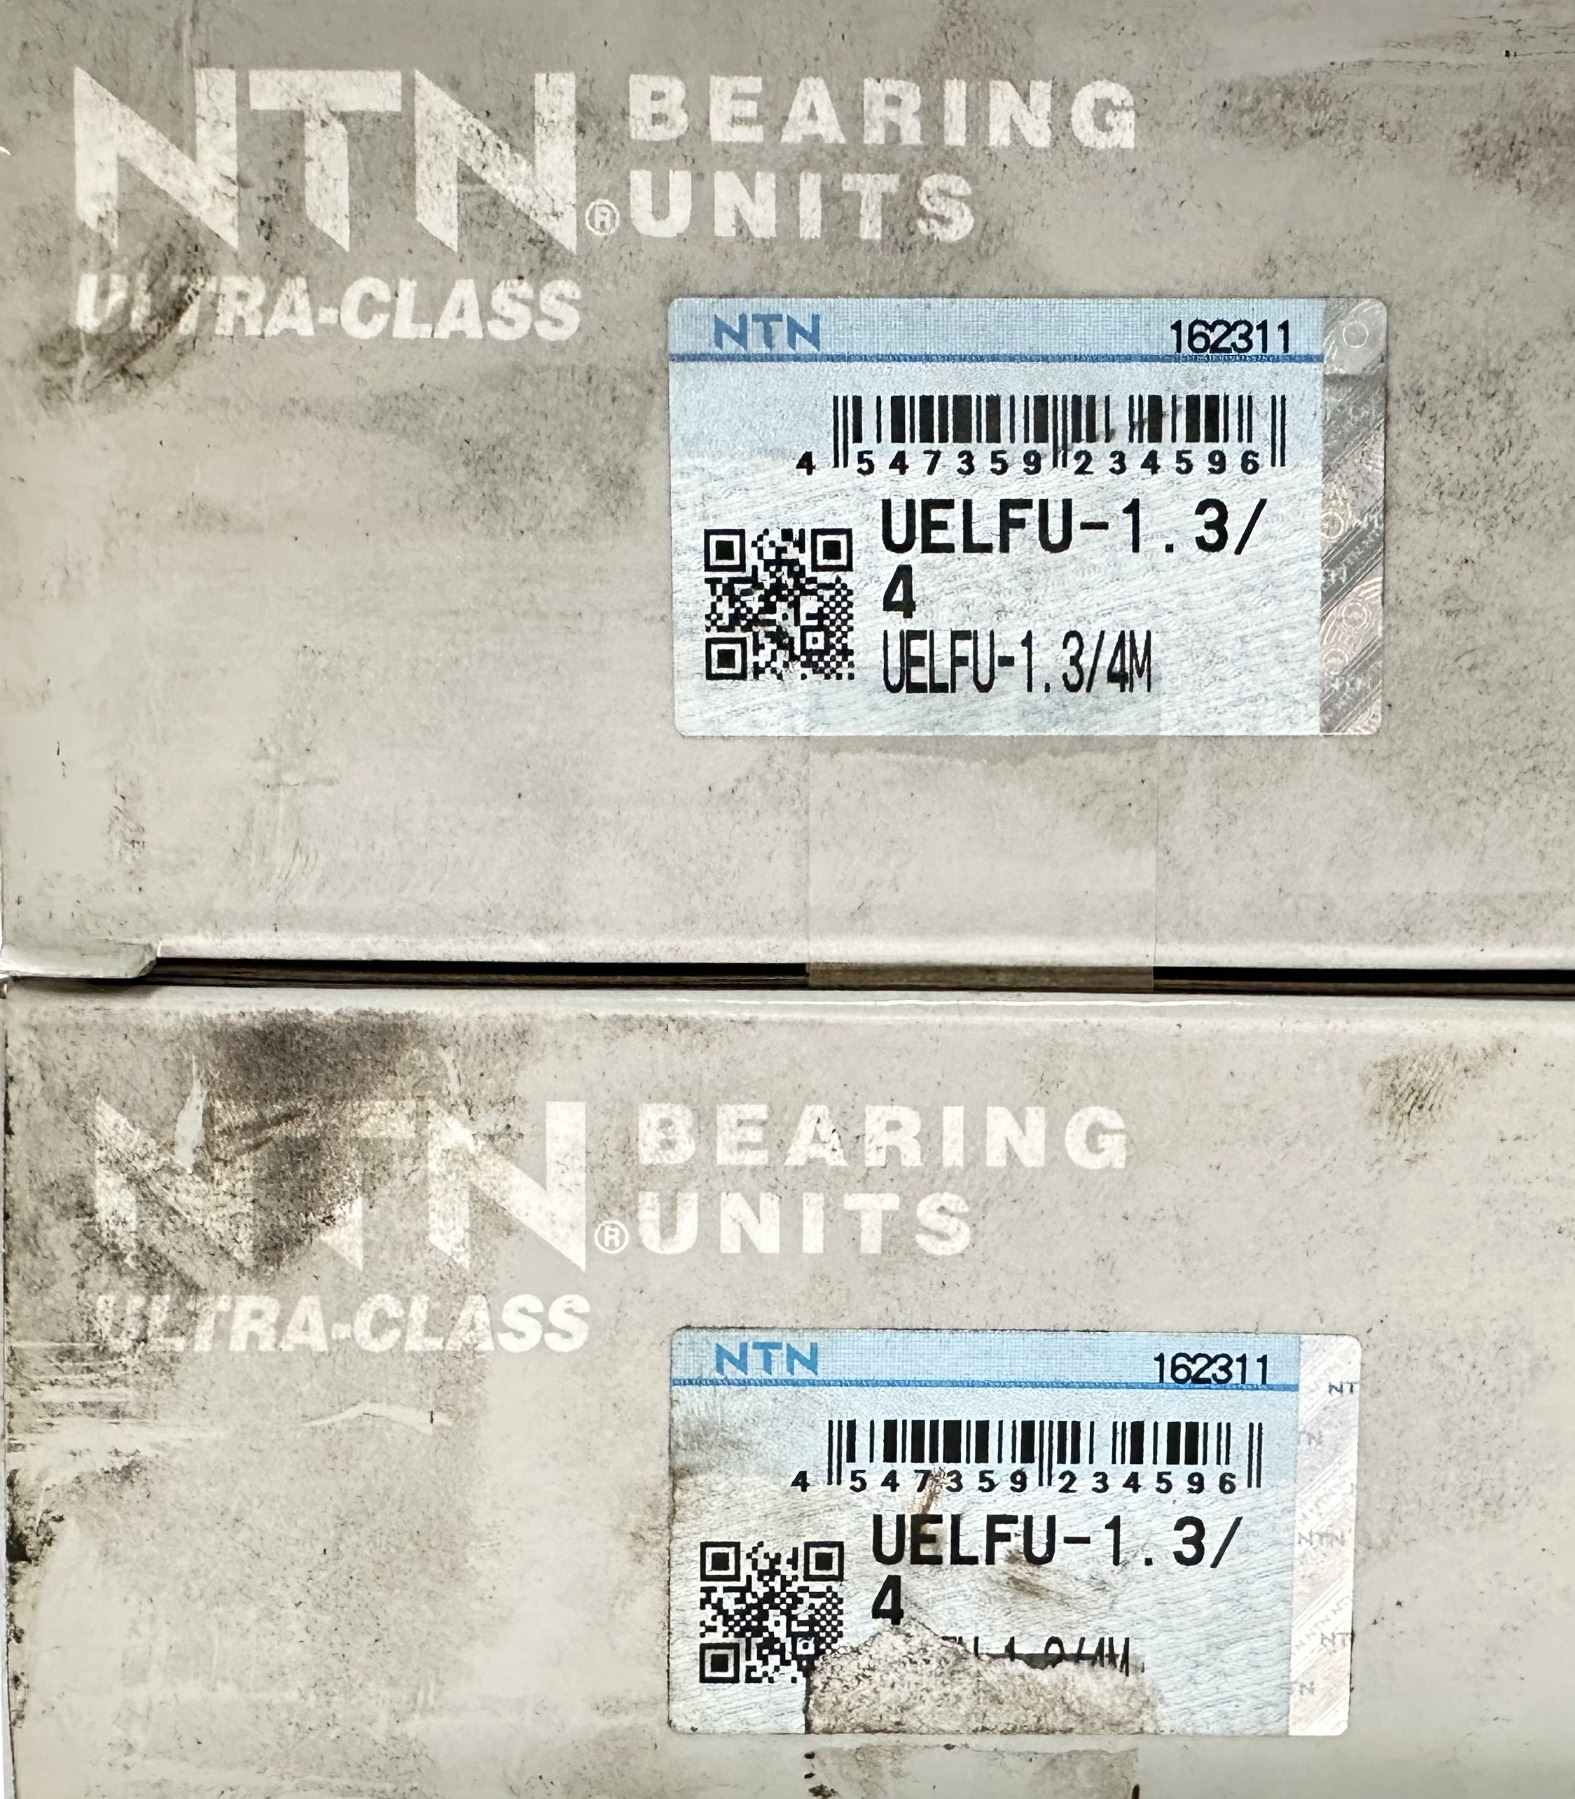 NTN® BEARING
UNITS
ULTRA-CLASS
NTN 162311
4 547359 234596
UELFU-1.3/
4
UELFU-1.3/4M
NTN® BEARING
UNITS
ULTRA-CLASS
NTN 162311
4 547359 234596
UELFU-1.3/
4